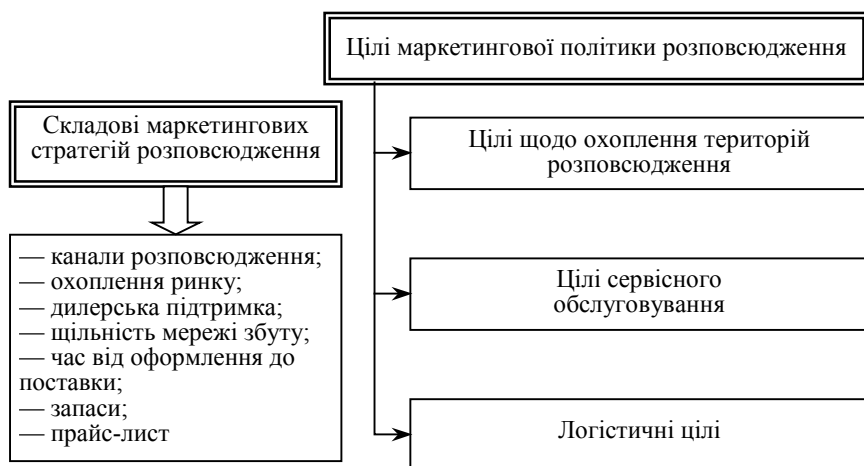 Цілі маркетингової політики розповсюдження
Складові маркетингових
стратегій розповсюдження
— канали розповсюдження;
— охоплення ринку;
— дилерська підтримка;
— щільність мережі збуту;
— час від оформлення до
поставки;
— запаси;
— прайс-лист
Цілі щодо охоплення територій
розповсюдження
Цілі сервісного
обслуговування
Логістичні цілі